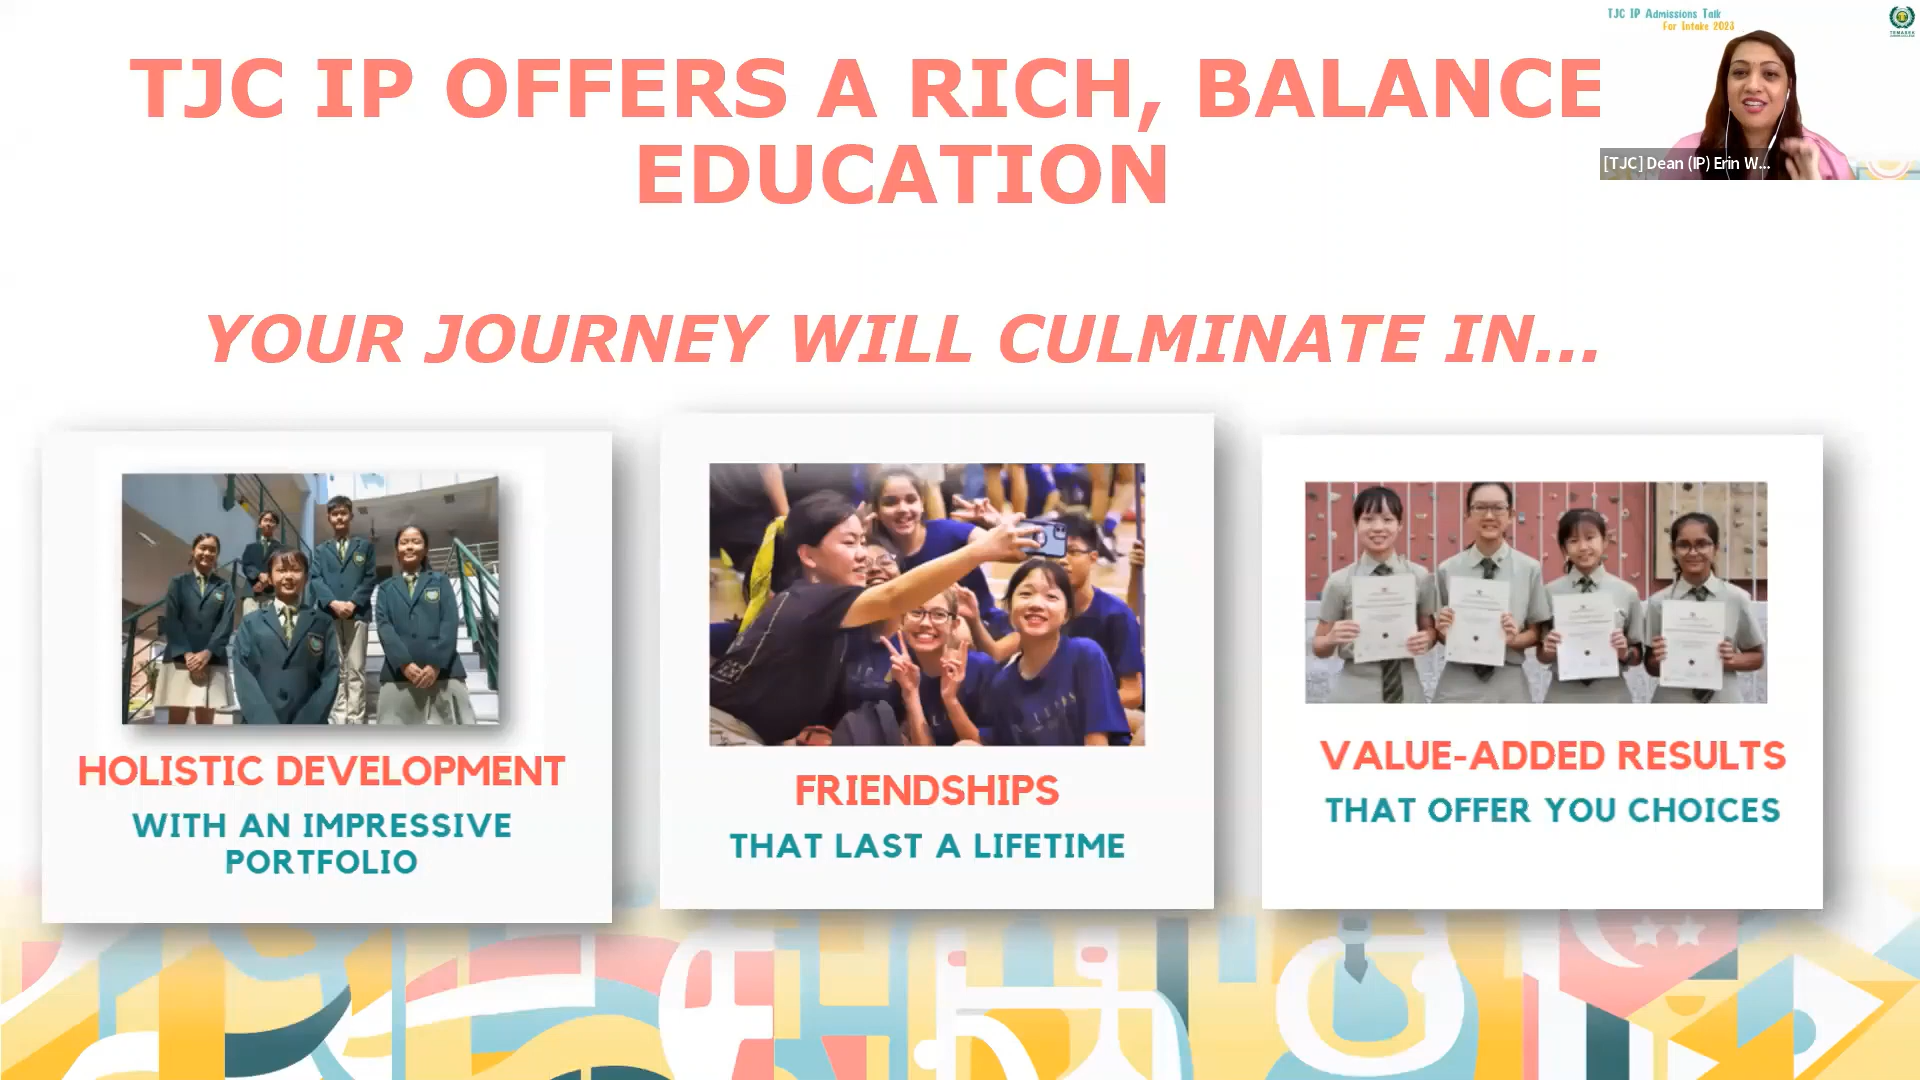 TJC IP Admissions Talk
For Intake 2023
TEMASEK
TJC IP OFFERS A RICH, BALANCE
EDUCATION
[TJC] Dean (IP) Erin W...
YOUR JOURNEY WILL CULMINATE IN...
HOLISTIC DEVELOPMENT
WITH AN IMPRESSIVE
PORTFOLIO
FRIENDSHIPS
THAT LAST A LIFETIME
VALUE-ADDED RESULTS
THAT OFFER YOU CHOICES